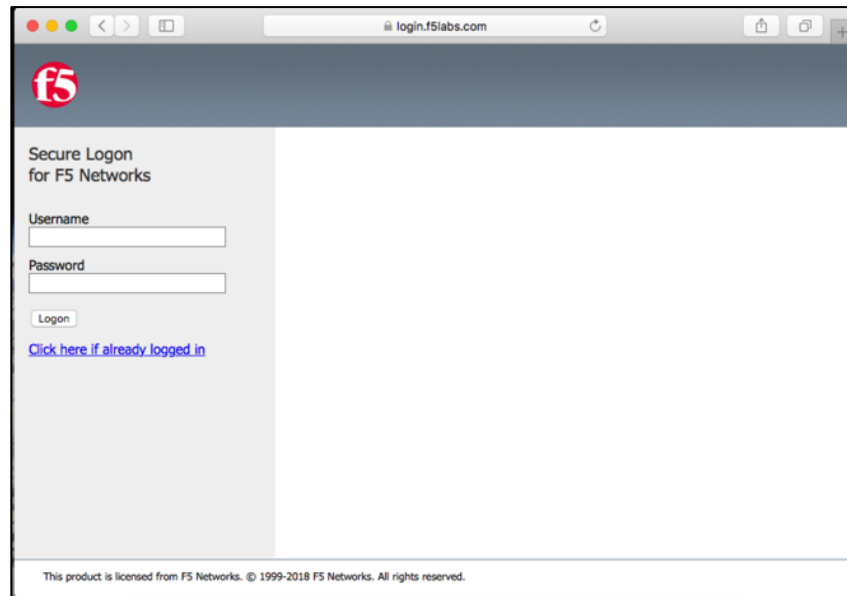 login.f5labs.com
f5
Secure Logon
for F5 Networks
Username
Password
Logon
Click here if already logged in
This product is licensed from F5 Networks. © 1999-2018 F5 Networks. All rights reserved.